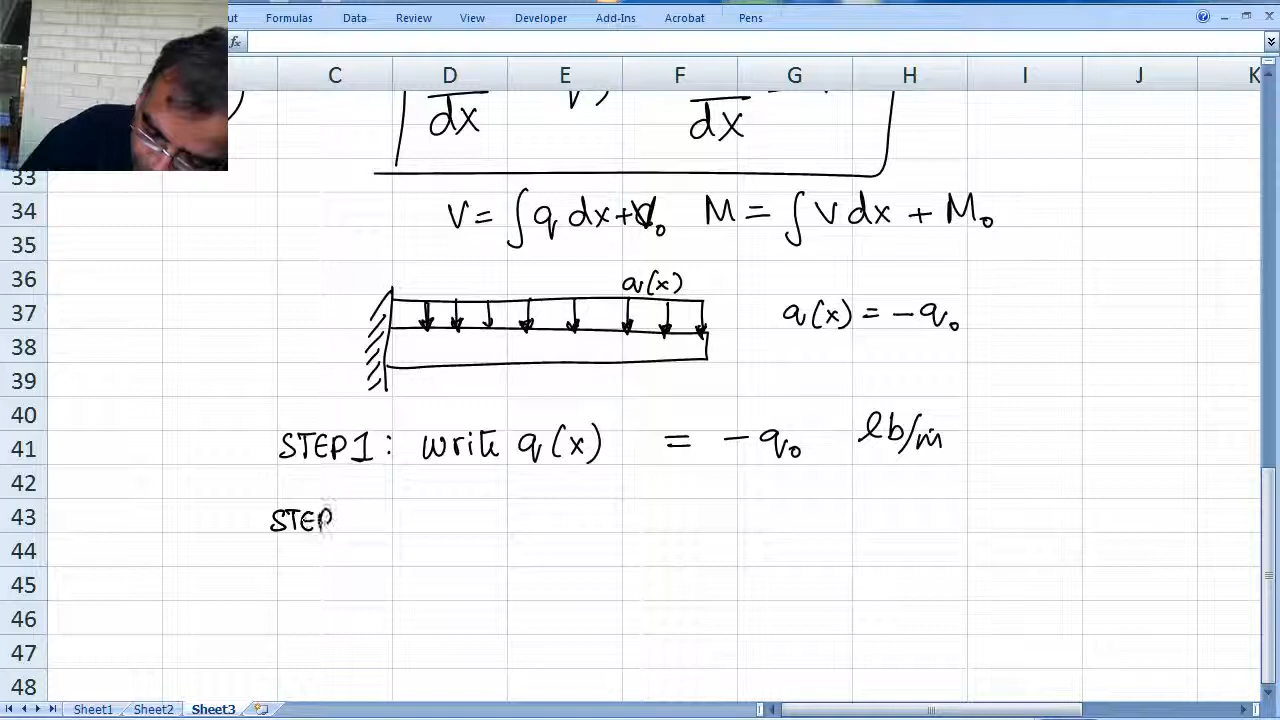 ut Formulas Data Review View Developer Add-Ins Acrobat Pens
fx
C D E F G H I J K
dx V, dx
33
34 V = ∫ q dx + V₀ M = ∫ V dx + M₀
35
36 q(x)
37 q(x) = -q₀
38
39
40
41 STEP1: write q(x) = -q₀ lb/in
42
43 STEP
44
45
46
47
48
Sheet1 Sheet2 Sheet3